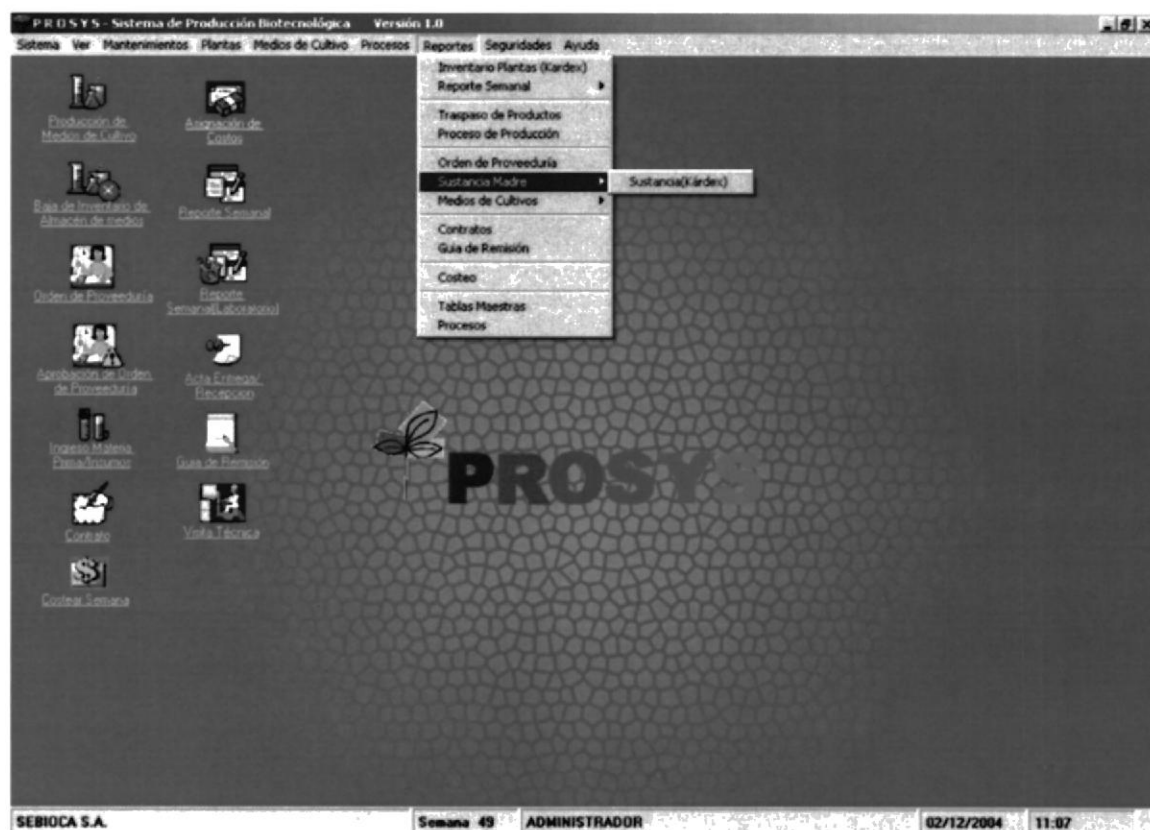 P R O S Y S - Sistema de Producción Biotecnológica Versión 1.0
Sistema Ver Mantenimientos Plantas Medios de Cultivo Procesos Reportes Seguridades Ayuda
Inventario Plantas (Kardex)
Reporte Semanal
Traspaso de Productos
Proceso de Producción
Orden de Proveeduría
Sustancia Madre
Sustancia(Kárdex)
Medios de Cultivos
Contratos
Guia de Remisión
Costeo
Tablas Maestras
Procesos
Producción de
Medios de Cultivo
Asignación de
Costos
Baja de Inventario de
Almacén de medios
Reporte Semanal
Orden de Proveeduría
Reporte
Semanal(Laboratorio)
Aprobación de Orden
de Proveeduría
Acta Entrega/
Recepcion
Ingreso Materia
Prima/Insumos
Guia de Remisión
Contrato
Visita Técnica
Costear Semana
PROSYS
SEBIOCA S.A.
Semana 49
ADMINISTRADOR
02/12/2004
11:07